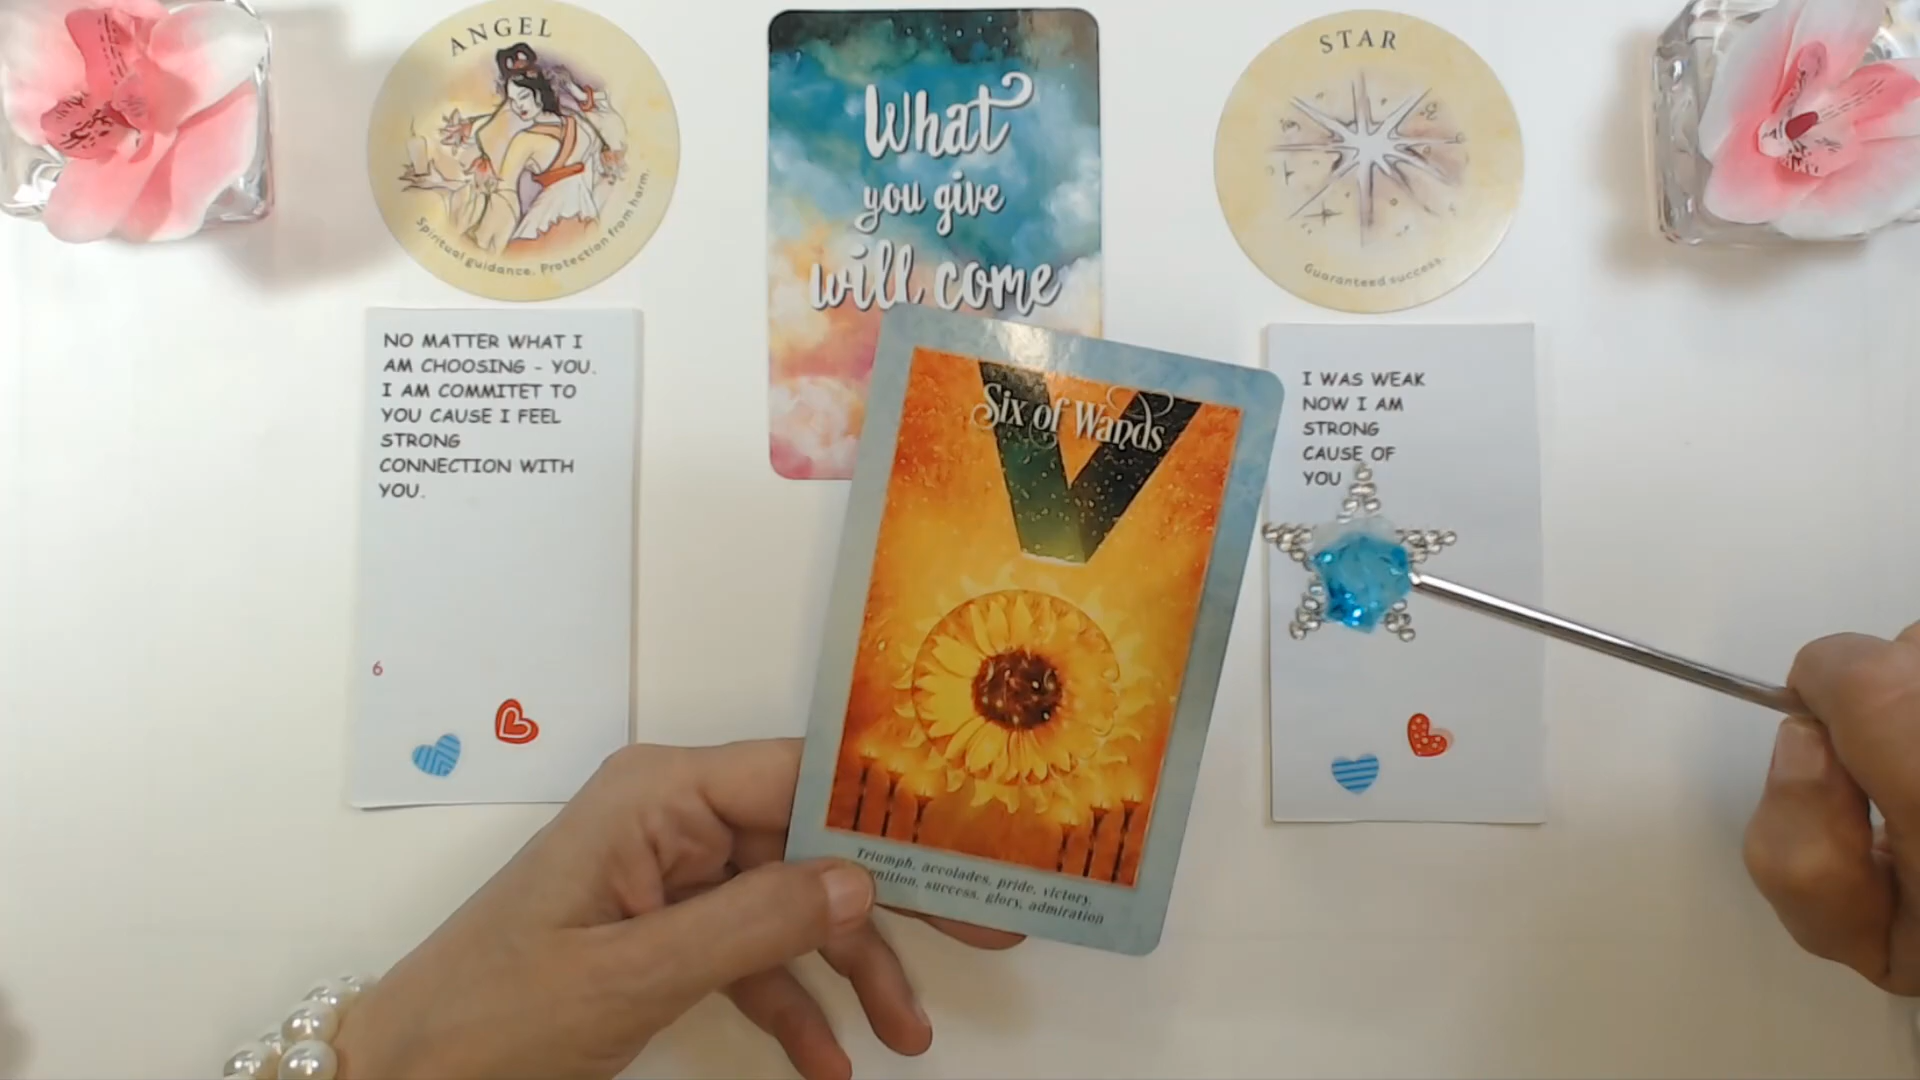 ANGEL
Spiritual guidance. Protection from harm.
What
you give
will come
STAR
Guaranteed success.
NO MATTER WHAT I
AM CHOOSING - YOU.
I AM COMMITET TO
YOU CAUSE I FEEL
STRONG
CONNECTION WITH
YOU.
6
Six of Wands
Triumph, accolades, pride, victory,
success, glory, admiration
I WAS WEAK
NOW I AM
STRONG
CAUSE OF
YOU